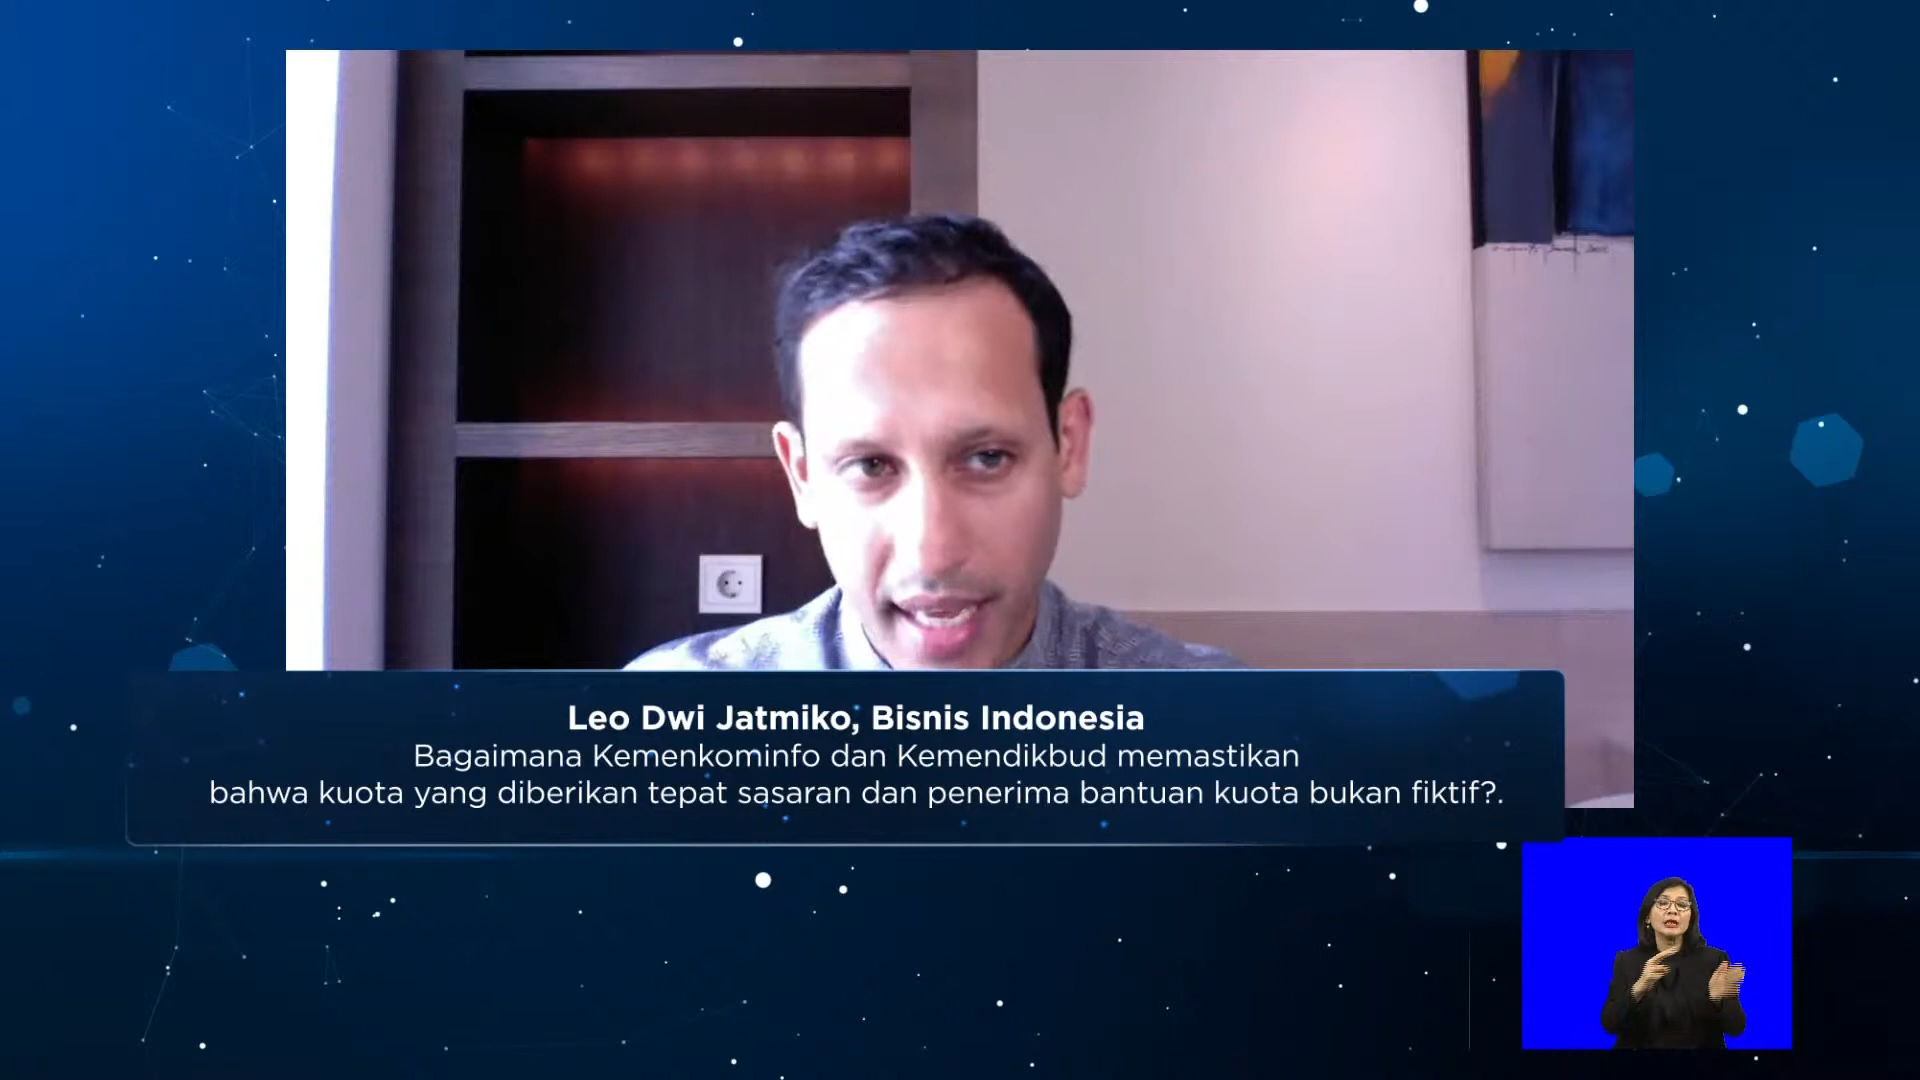 Leo Dwi Jatmiko, Bisnis Indonesia
Bagaimana Kemenkominfo dan Kemendikbud memastikan
bahwa kuota yang diberikan tepat sasaran dan penerima bantuan kuota bukan fiktif?.